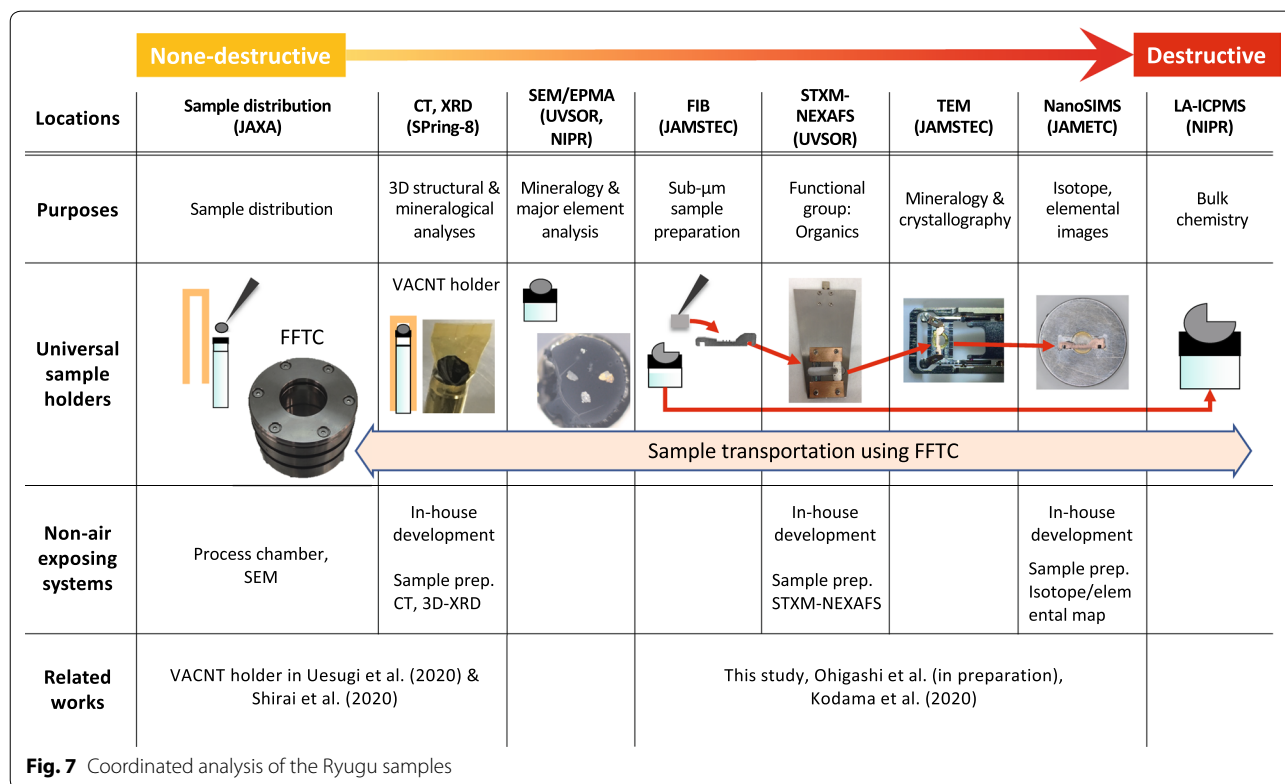 None-destructive
Destructive
Locations
Sample distribution
(JAXA)
CT, XRD
(SPring-8)
SEM/EPMA
(UVSOR,
NIPR)
FIB
(JAMSTEC)
STXM-
NEXAFS
(UVSOR)
TEM
(JAMSTEC)
NanoSIMS
(JAMETC)
LA-ICPMS
(NIPR)
Purposes
Sample distribution
3D structural &
mineralogical
analyses
Mineralogy &
major element
analysis
Sub-μm
sample
preparation
Functional
group:
Organics
Mineralogy &
crystallography
Isotope,
elemental
images
Bulk
chemistry
Universal
sample
holders
FFTC
VACNT holder
Sample transportation using FFTC
Non-air
exposing
systems
Process chamber,
SEM
In-house
development
Sample prep.
CT, 3D-XRD
In-house
development
Sample prep.
STXM-NEXAFS
In-house
development
Sample prep.
Isotope/elem
ental map
Related
works
VACNT holder in Uesugi et al. (2020) &
Shirai et al. (2020)
This study, Ohigashi et al. (in preparation),
Kodama et al. (2020)
Fig. 7 Coordinated analysis of the Ryugu samples